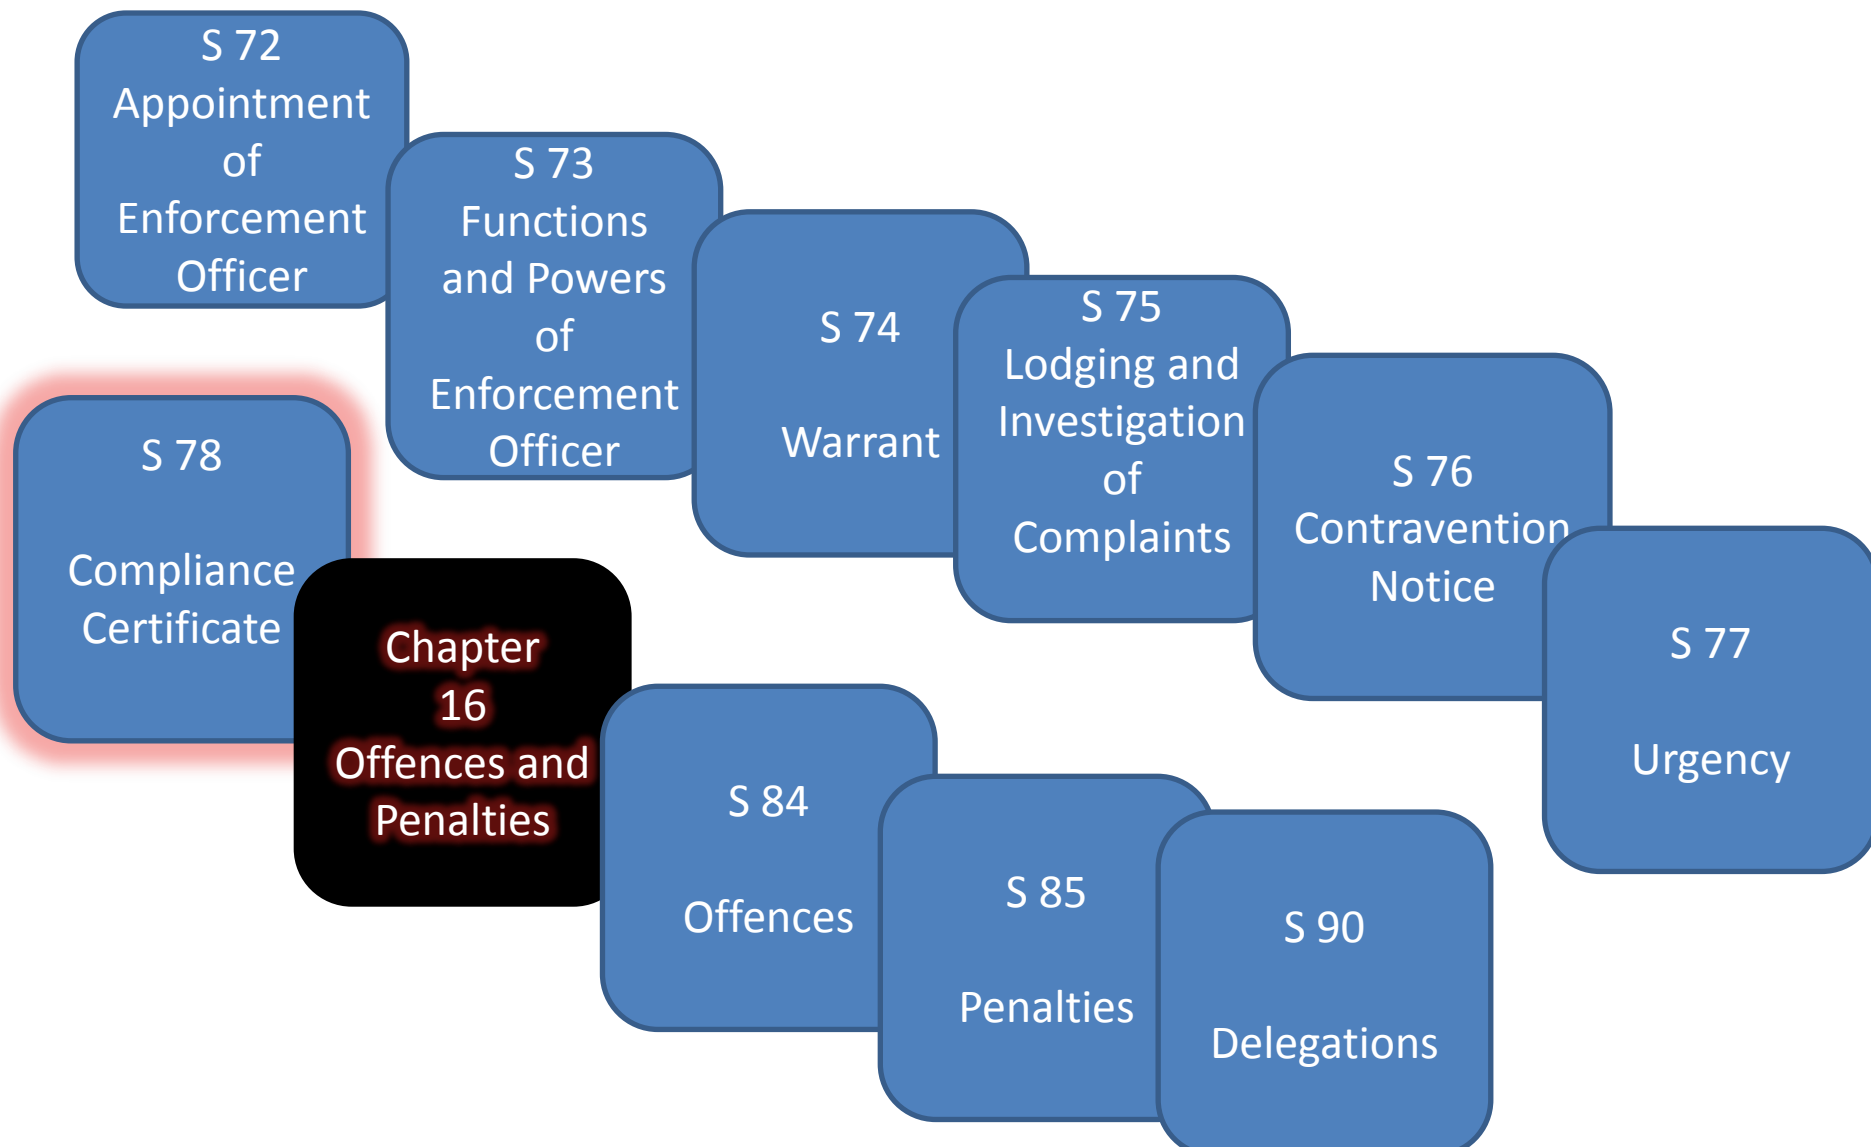 S 72
Appointment
of
Enforcement
Officer
S 73
Functions
and Powers
of
Enforcement
Officer
S 74
Warrant
S 75
Lodging and
Investigation
of
Complaints
S 76
Contravention
Notice
S 77
Urgency
S 78
Compliance
Certificate
Chapter
16
Offences and
Penalties
S 84
Offences
S 85
Penalties
S 90
Delegations